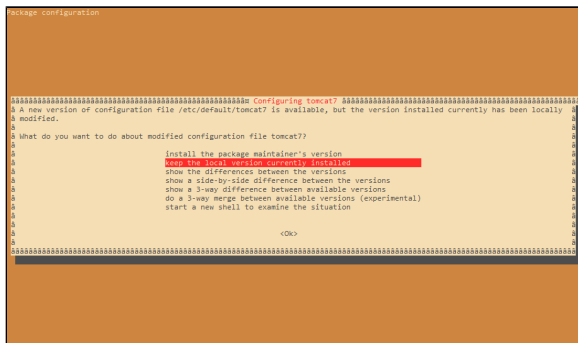 Package configuration
Configuring tomcat7
A new version of configuration file /etc/default/tomcat7 is available, but the version installed currently has been locally
modified.
What do you want to do about modified configuration file tomcat7?
install the package maintainer's version
keep the local version currently installed
show the differences between the versions
show a side-by-side difference between the versions
show a 3-way difference between available versions
do a 3-way merge between available versions (experimental)
start a new shell to examine the situation
<Ok>